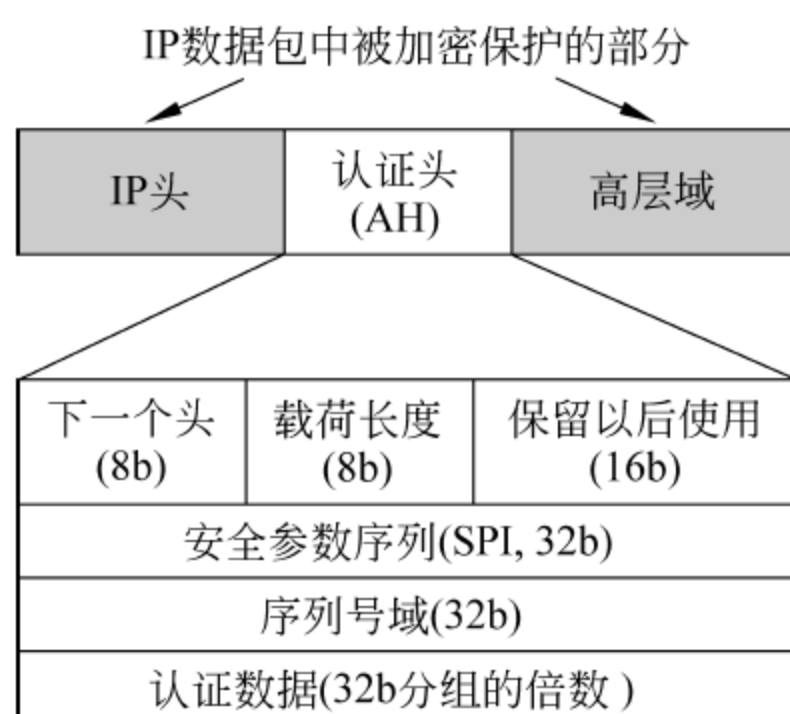 IP数据包中被加密保护的部分
IP头
认证头
(AH)
高层域
下一个头
(8b)
载荷长度
(8b)
保留以后使用
(16b)
安全参数序列(SPI, 32b)
序列号域(32b)
认证数据(32b分组的倍数 )